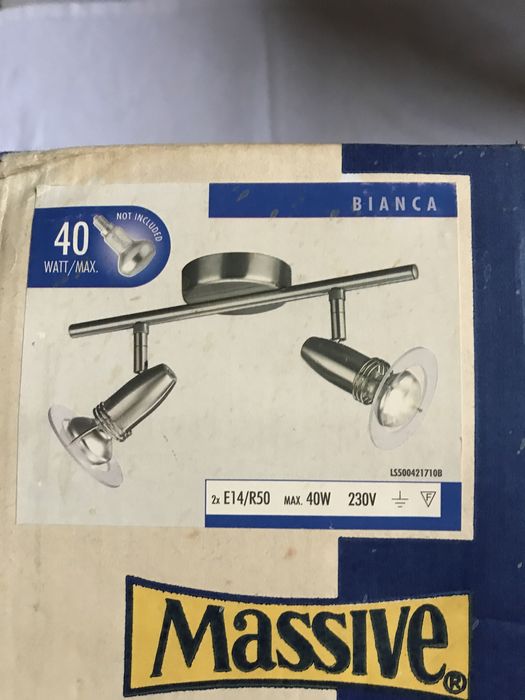 BIANCA
NOT INCLUDED
40
WATT/MAX.
LS500421710B
2x E14/R50 MAX. 40W 230V F
MASSIVE®